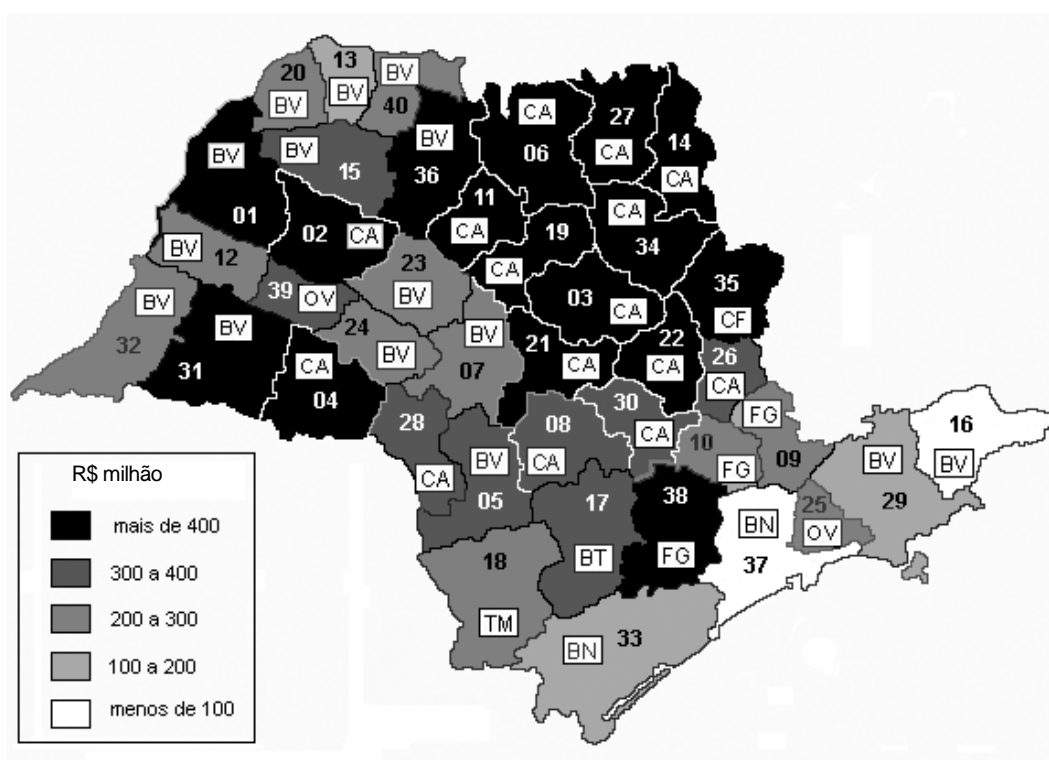 13
20
BV
BV
BV
40
CA
27
BV
BV
BV
CA
14
15
36
06
CA
11
CA
01
02
CA
CA
19
34
BV
12
23
CA
39
OV
BV
03
CA
35
BV
BV
24
BV
21
22
CF
32
31
CA
BV
07
CA
CA
26
CA
04
30
28
08
FG
16
CA
10
BV
CA
FG
09
BV
BV
CA
05
17
38
BN
25
OV
29
18
BT
FG
37
TM
BN
33
R$ milhão
mais de 400
300 a 400
200 a 300
100 a 200
menos de 100